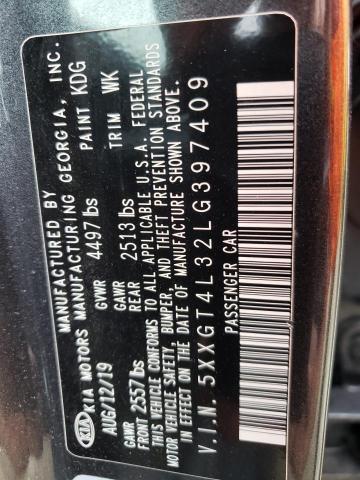 MANUFACTURED BY
KIA KIA MOTORS MANUFACTURING GEORGIA, INC.
AUG/12/19 GVWR 4497 lbs PAINT KDG
GAWR FRONT 2557 lbs GAWR REAR 2513 lbs TRIM WK
THIS VEHICLE CONFORMS TO ALL APPLICABLE U.S.A. FEDERAL
MOTOR VEHICLE SAFETY, BUMPER, AND THEFT PREVENTION STANDARDS
IN EFFECT ON THE DATE OF MANUFACTURE SHOWN ABOVE.
V.I.N. 5XXGT4L32LG397409
PASSENGER CAR